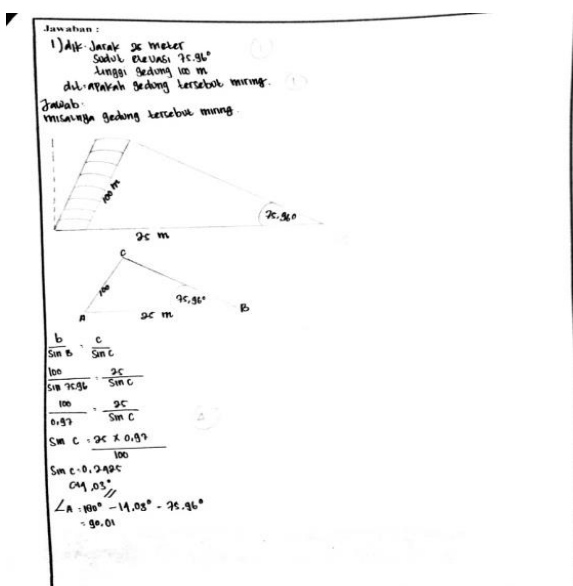 Jawaban :
1) dik. Jarak 25 meter
Sudut elevasi 75.96°
tinggi gedung 100 m
dit. apakah gedung tersebut miring.
Jawab.
misalnya gedung tersebut miring
100 m
75.960
25 m
C
100
75,96°
A
25 m
B
b/Sin B = c/Sin C
100/Sin 75.96 = 25/Sin C
100/0,97 = 25/Sin C
Sin C = 25 x 0,97/100
Sin C = 0,2425
C=14,03°
∠A = 180° - 14.03° - 75.96°
= 90.01